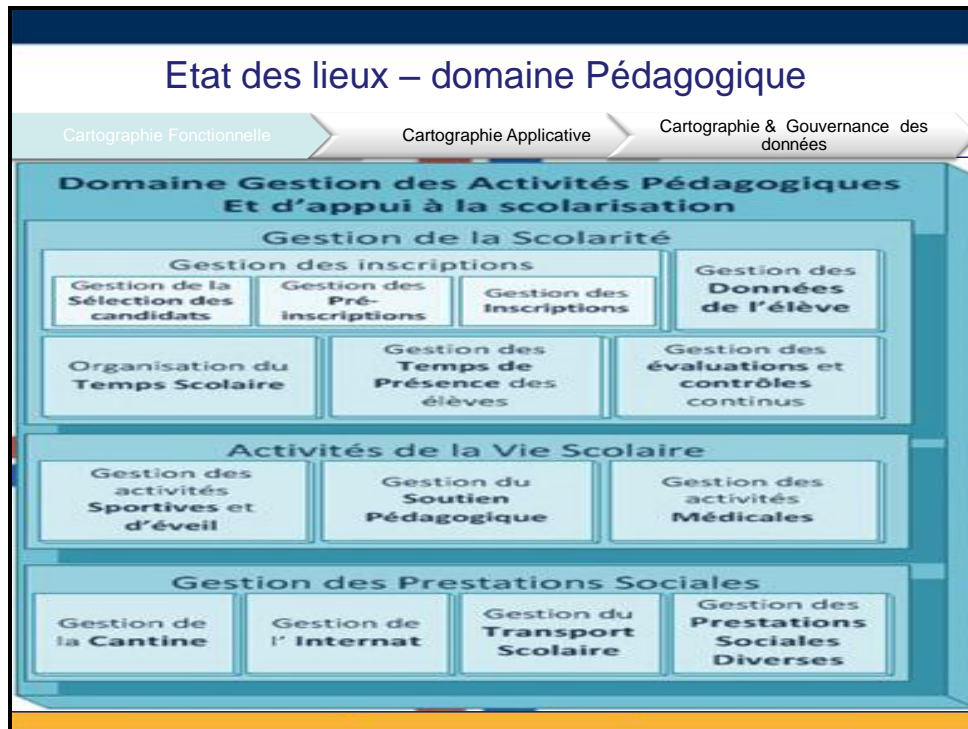 Etat des lieux – domaine Pédagogique
Cartographie Fonctionnelle
Cartographie Applicative
Cartographie & Gouvernance des
données
Domaine Gestion des Activités Pédagogiques
Et d'appui à la scolarisation
Gestion de la Scolarité
Gestion des inscriptions
Gestion de la
Sélection des
candidats
Gestion des
Pré-
inscriptions
Gestion des
Inscriptions
Gestion des
Données
de l'élève
Organisation du
Temps Scolaire
Gestion des
Temps de
Présence des
élèves
Gestion des
évaluations et
contrôles
continus
Activités de la Vie Scolaire
Gestion des
activités
Sportives et
d'éveil
Gestion du
Soutien
Pédagogique
Gestion des
activités
Médicales
Gestion des Prestations Sociales
Gestion de
la Cantine
Gestion de
l' Internat
Gestion du
Transport
Scolaire
Gestion des
Prestations
Sociales
Diverses